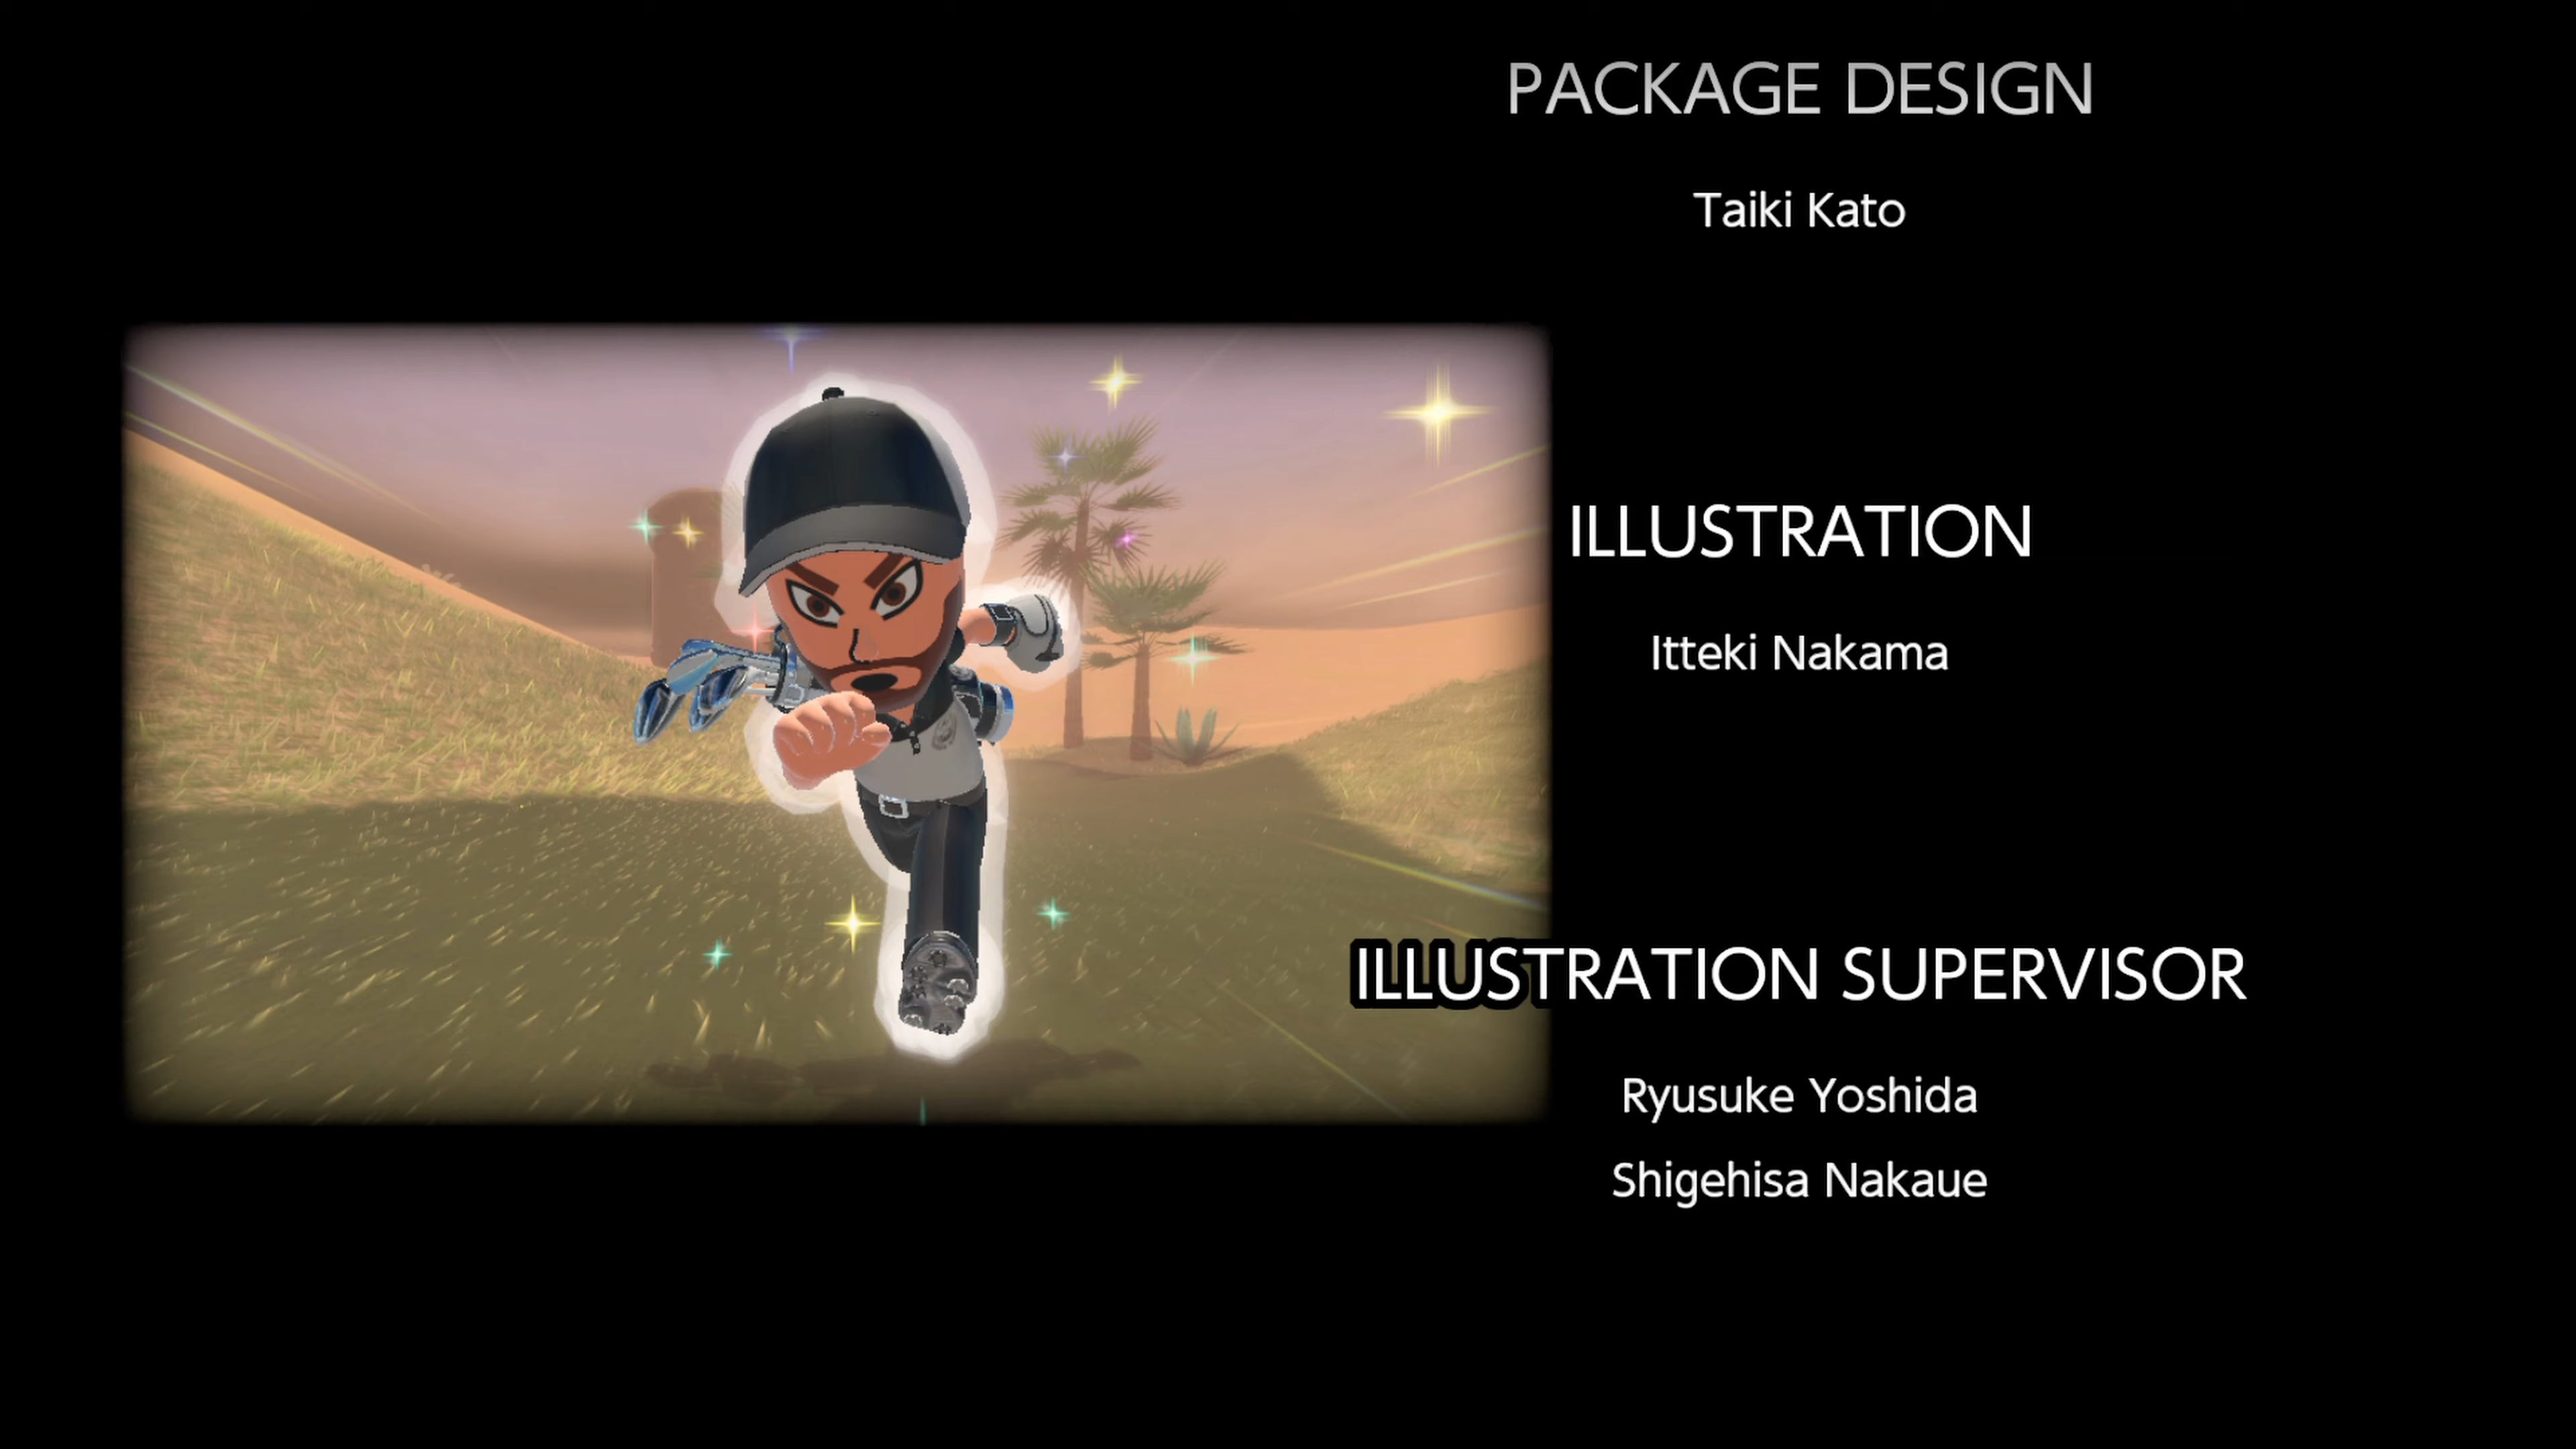 PACKAGE DESIGN
Taiki Kato
ILLUSTRATION
Itteki Nakama
ILLUSTRATION SUPERVISOR
Ryusuke Yoshida
Shigehisa Nakaue